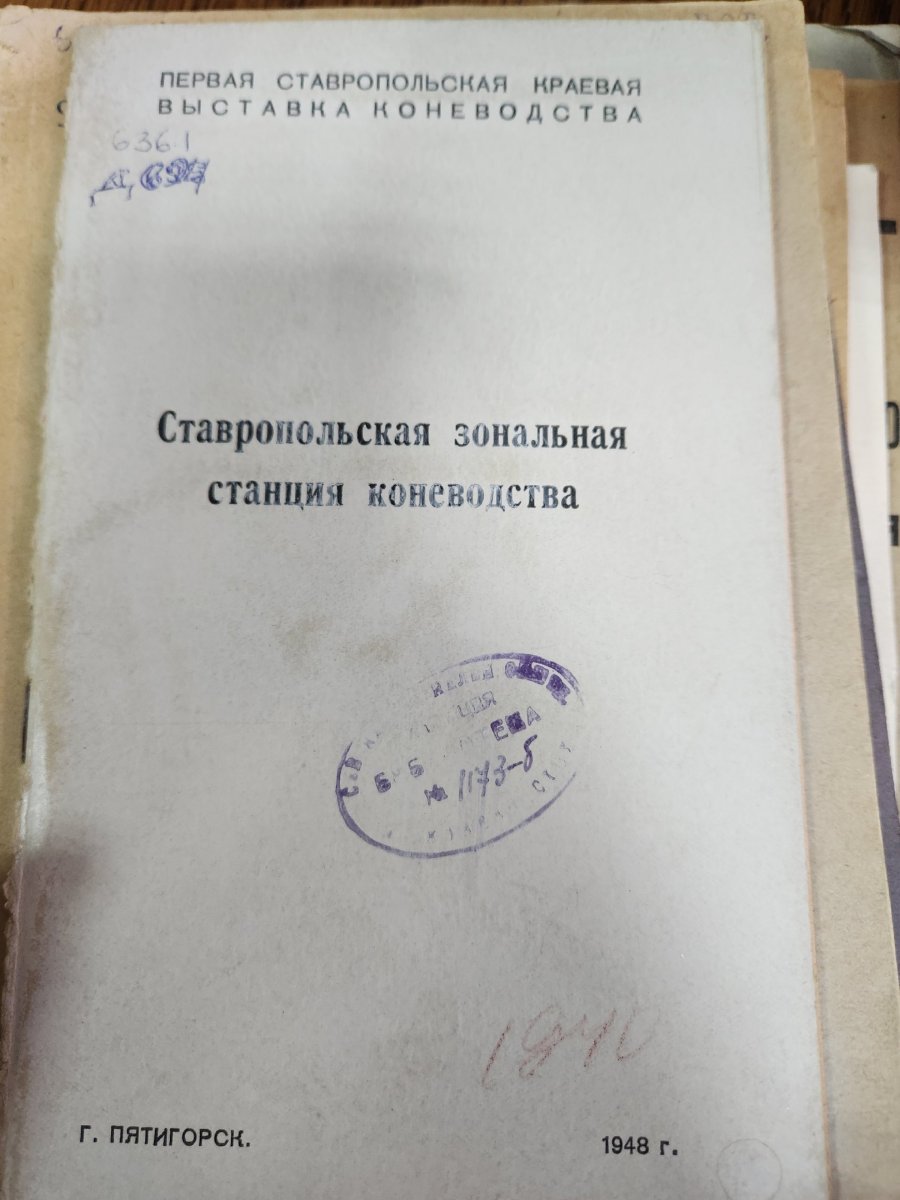 ПЕРВАЯ СТАВРОПОЛЬСКАЯ КРАЕВАЯ
ВЫСТАВКА КОНЕВОДСТВА
636.1
Ставропольская зональная
станция коневодства
№ 1173-б
г. ПЯТИГОРСК.
1948 г.